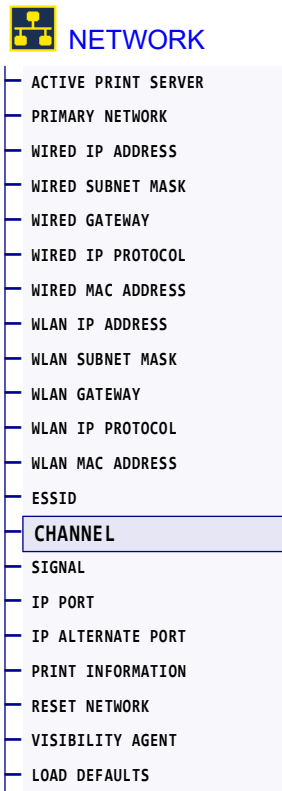 NETWORK
ACTIVE PRINT SERVER
PRIMARY NETWORK
WIRED IP ADDRESS
WIRED SUBNET MASK
WIRED GATEWAY
WIRED IP PROTOCOL
WIRED MAC ADDRESS
WLAN IP ADDRESS
WLAN SUBNET MASK
WLAN GATEWAY
WLAN IP PROTOCOL
WLAN MAC ADDRESS
ESSID
CHANNEL
SIGNAL
IP PORT
IP ALTERNATE PORT
PRINT INFORMATION
RESET NETWORK
VISIBILITY AGENT
LOAD DEFAULTS